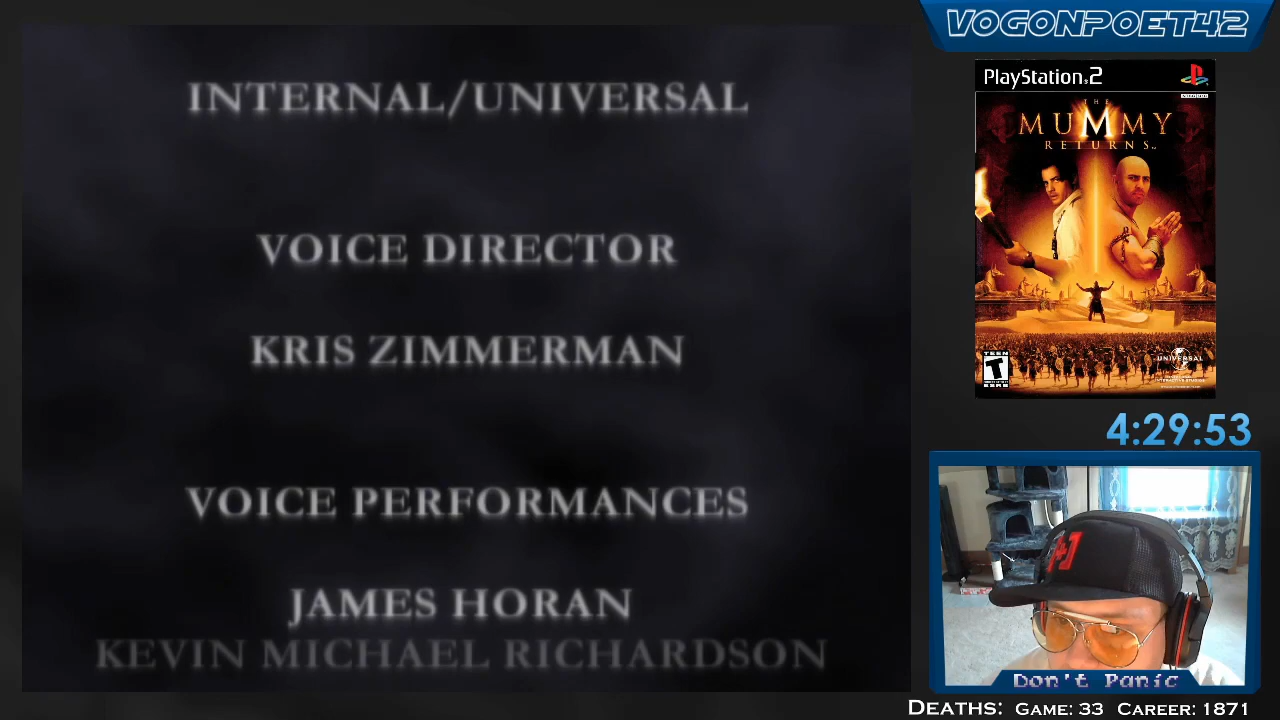 INTERNAL/UNIVERSAL
VOICE DIRECTOR
KRIS ZIMMERMAN
VOICE PERFORMANCES
JAMES HORAN
KEVIN MICHAEL RICHARDSON
VOGONPOET42
PlayStation.2
THE
MUMMY
RETURNS
TEEN
T
ESRB
UNIVERSAL
4:29:53
Don't Panic
DEATHS: GAME: 33 CAREER: 1871